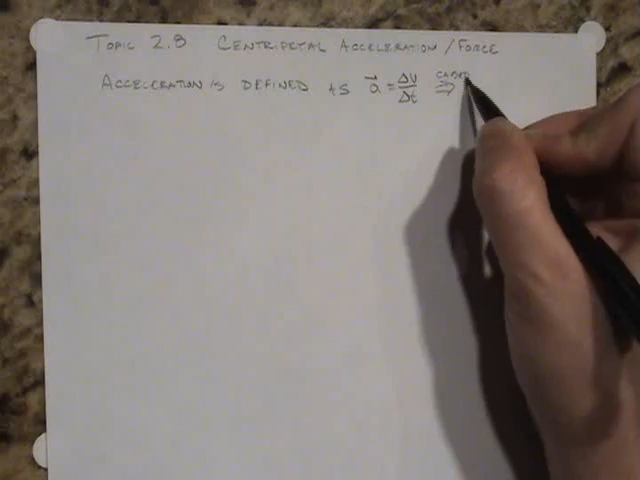 Topic 2.8 Centripetal Acceleration/Force
Acceleration is defined as a⃗ = Δv/Δt ⇒